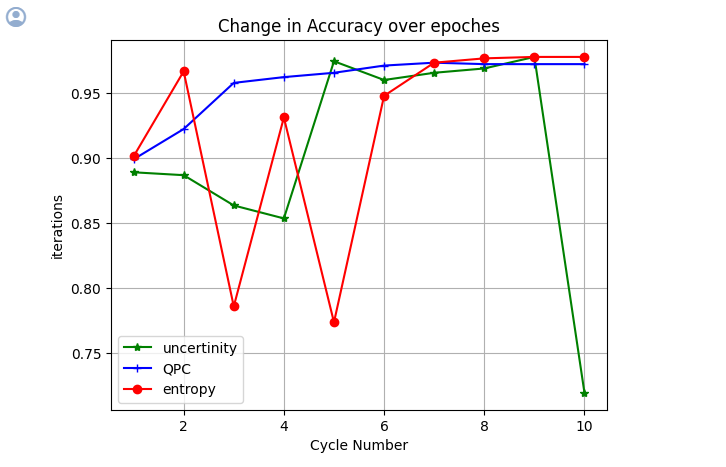 Change in Accuracy over epoches
iterations
0.95
0.90
0.85
0.80
0.75
uncertinity
QPC
entropy
2 4 6 8 10
Cycle Number